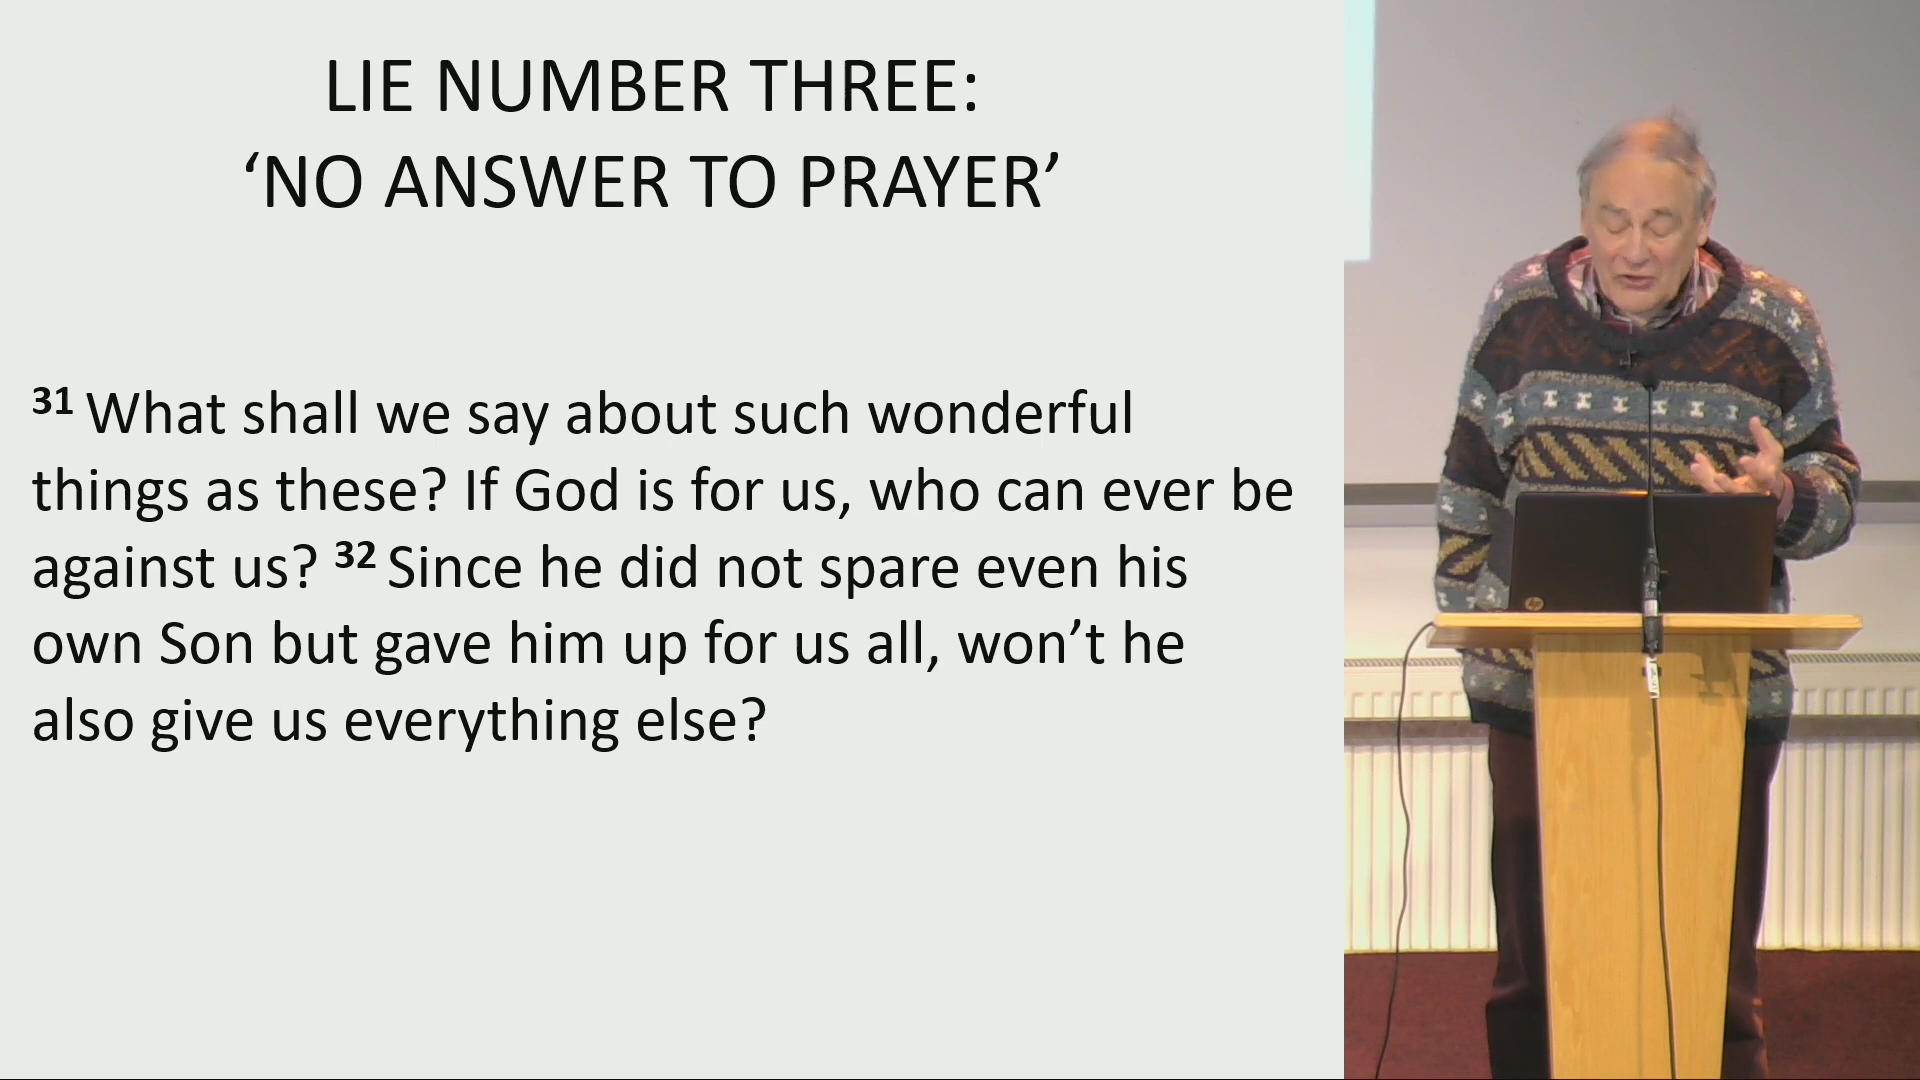 LIE NUMBER THREE:
‘NO ANSWER TO PRAYER’
31 What shall we say about such wonderful
things as these? If God is for us, who can ever be
against us? 32 Since he did not spare even his
own Son but gave him up for us all, won’t he
also give us everything else?
hp